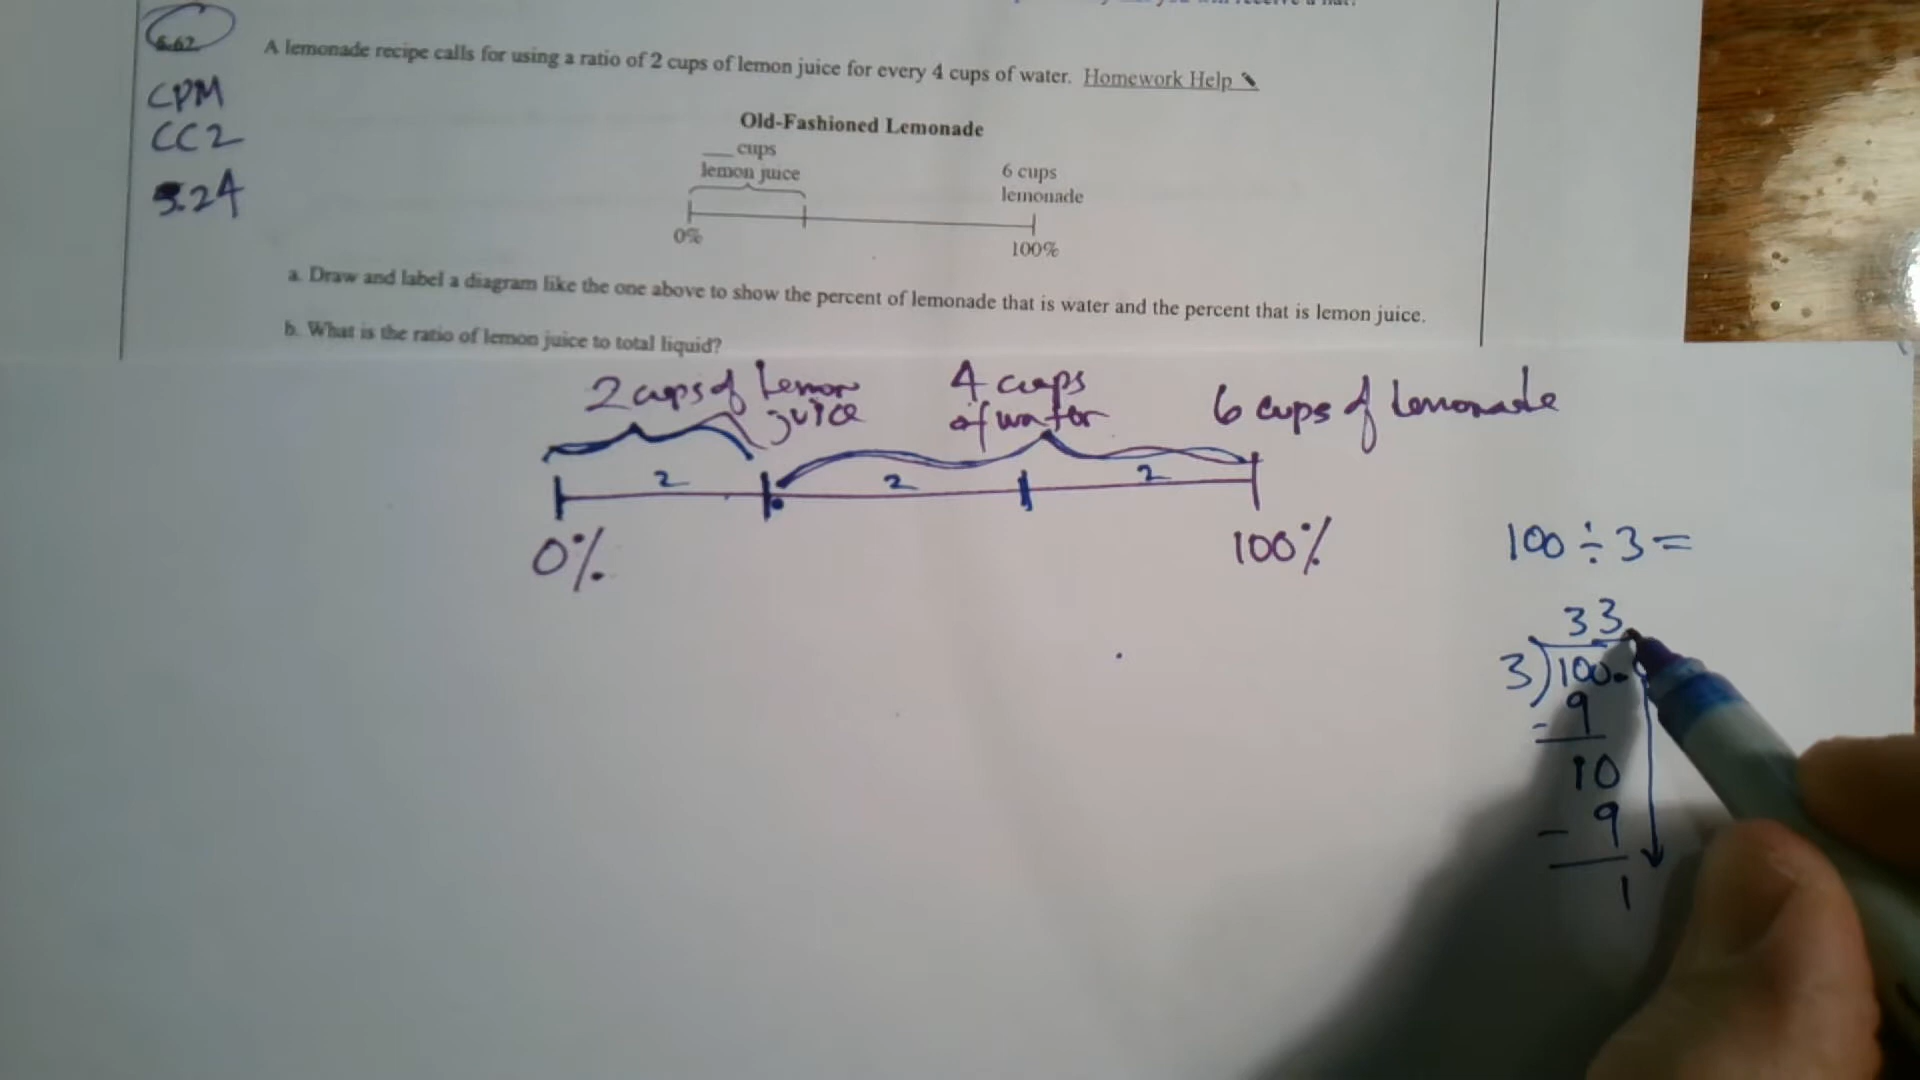 5.62
CPM
CC2
5.24
A lemonade recipe calls for using a ratio of 2 cups of lemon juice for every 4 cups of water. Homework Help
Old-Fashioned Lemonade
___ cups
lemon juice
6 cups
lemonade
0%
100%
a. Draw and label a diagram like the one above to show the percent of lemonade that is water and the percent that is lemon juice.
b. What is the ratio of lemon juice to total liquid?
2 cups of Lemon
juice
4 cups
of water
6 cups of lemonade
2 2 2
0% 100%
100 ÷ 3 =
33
3)100.
- 9
10
- 9
1